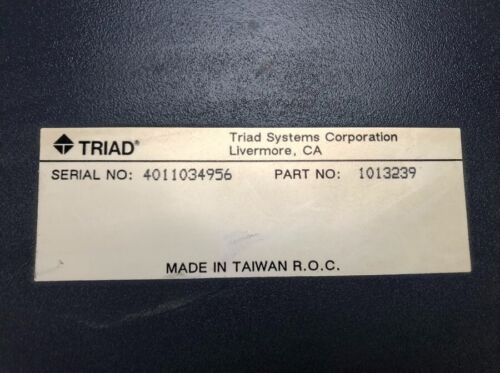 TRIAD®
Triad Systems Corporation
Livermore, CA
SERIAL NO: 4011034956 PART NO: 1013239
MADE IN TAIWAN R.O.C.